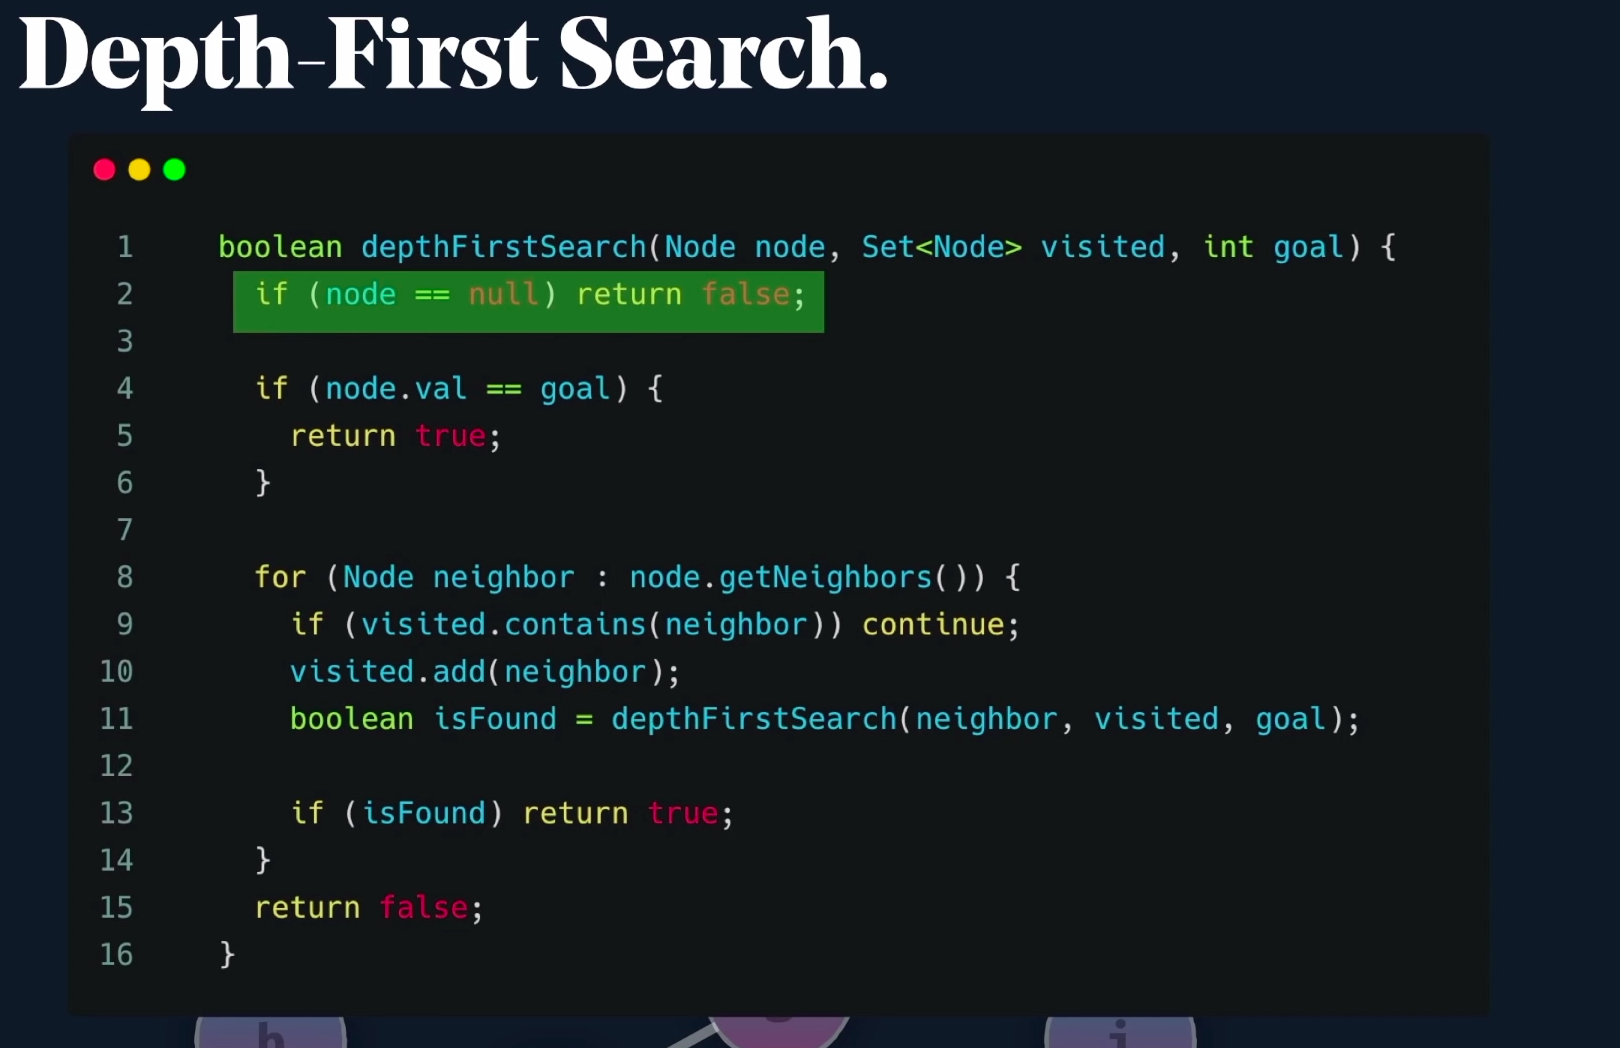 Depth-First Search.
1 boolean depthFirstSearch(Node node, Set<Node> visited, int goal) {
2 if (node == null) return false;
3
4 if (node.val == goal) {
5 return true;
6 }
7
8 for (Node neighbor : node.getNeighbors()) {
9 if (visited.contains(neighbor)) continue;
10 visited.add(neighbor);
11 boolean isFound = depthFirstSearch(neighbor, visited, goal);
12
13 if (isFound) return true;
14 }
15 return false;
16 }